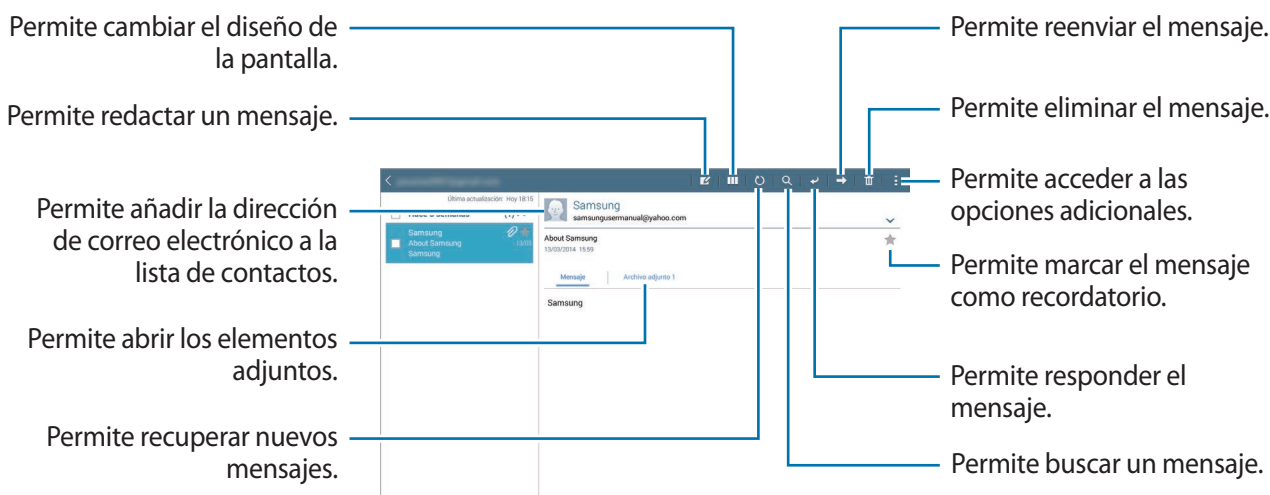 Permite cambiar el diseño de
la pantalla.
Permite redactar un mensaje.
Permite añadir la dirección
de correo electrónico a la
lista de contactos.
Permite abrir los elementos
adjuntos.
Permite recuperar nuevos
mensajes.
Última actualización: Hoy 18:15
Samsung
About Samsung
13/03
Samsung
Samsung
samsungusermanual@yahoo.com
About Samsung
13/03/2014 15:59
Mensaje
Archivo adjunto 1
Samsung
Permite reenviar el mensaje.
Permite eliminar el mensaje.
Permite acceder a las
opciones adicionales.
Permite marcar el mensaje
como recordatorio.
Permite responder el
mensaje.
Permite buscar un mensaje.